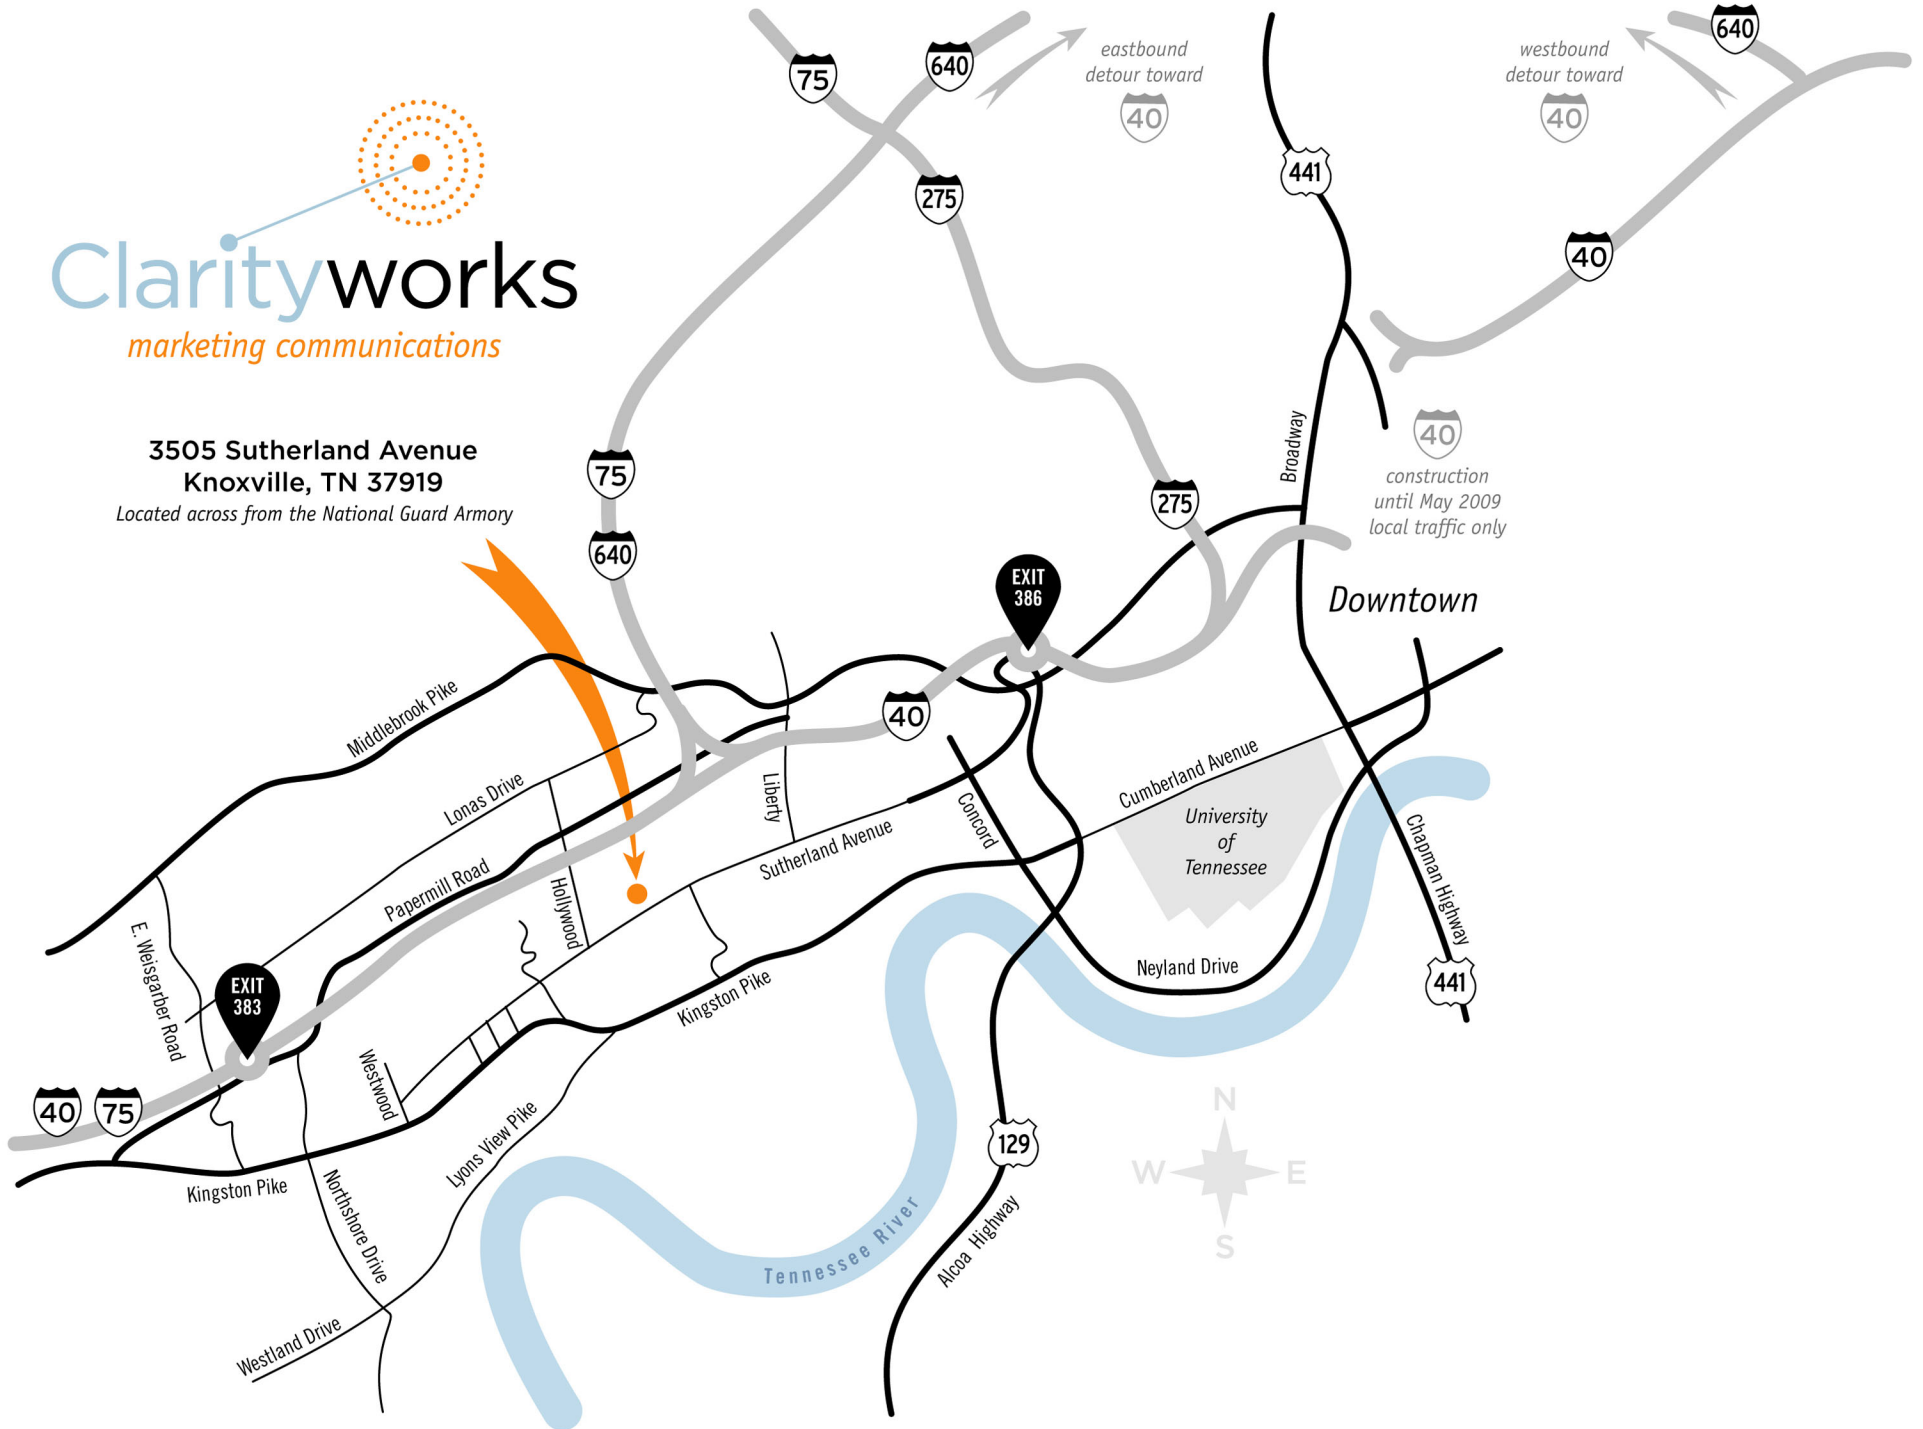 Clarityworks
marketing communications
3505 Sutherland Avenue
Knoxville, TN 37919
Located across from the National Guard Armory
75
640
eastbound
detour toward
40
441
westbound
detour toward
40
640
275
40
75
640
275
Broadway
40
construction
until May 2009
local traffic only
Downtown
EXIT
386
40
Middlebrook Pike
Lonas Drive
Papermill Road
Liberty
Hollywood
Sutherland Avenue
Concord
Cumberland Avenue
University
of
Tennessee
Chapman Highway
441
Neyland Drive
Kingston Pike
E. Weisgarber Road
EXIT
383
40
75
Westwood
Kingston Pike
Northshore Drive
Lyons View Pike
Westland Drive
Tennessee River
129
Alcoa Highway
N
W
E
S